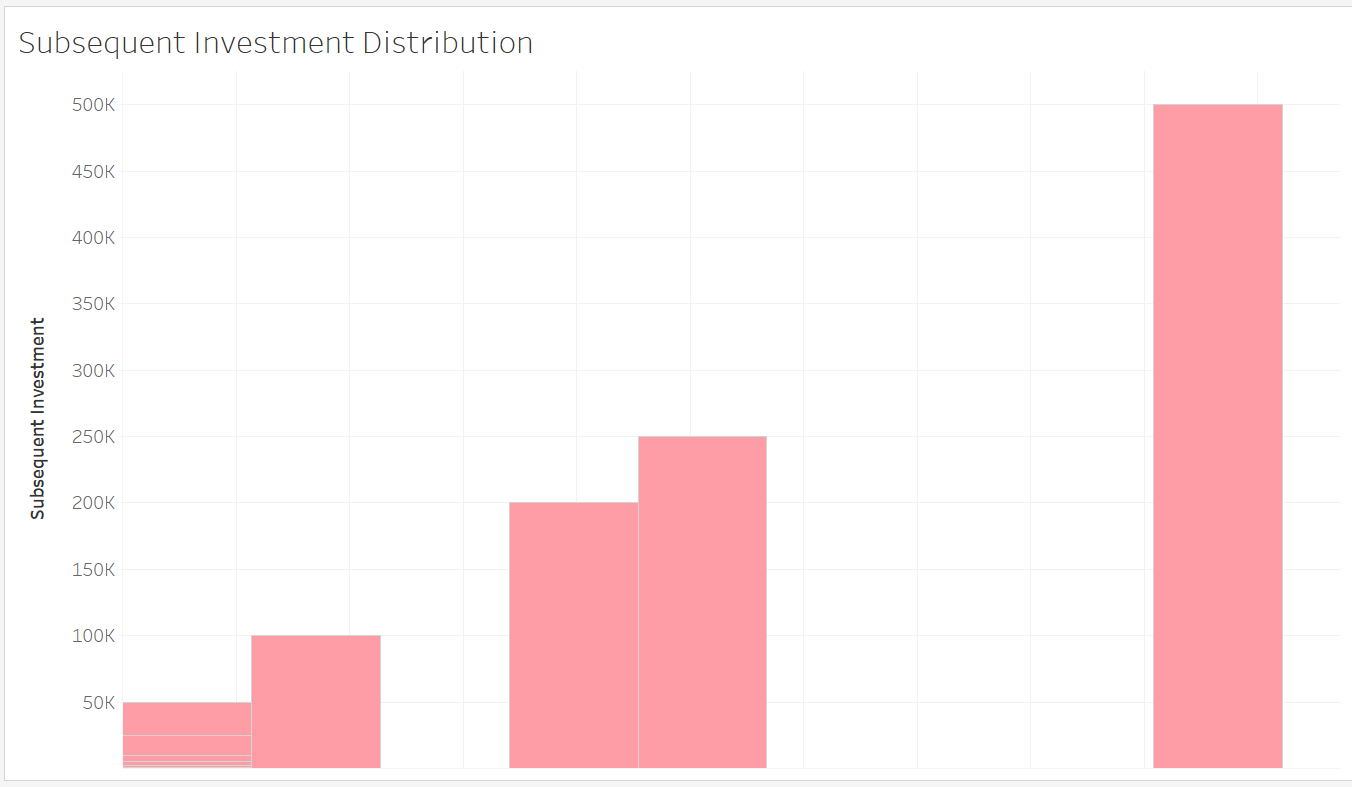 Subsequent Investment Distribution
500K
450K
400K
350K
300K
250K
200K
150K
100K
50K
Subsequent Investment